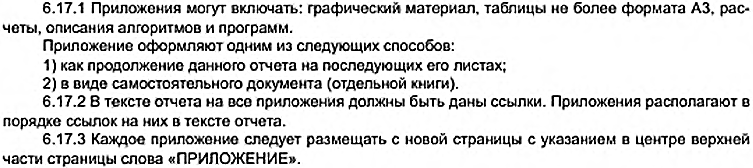 6.17.1 Приложения могут включать: графический материал, таблицы не более формата А3, рас-
четы, описания алгоритмов и программ.
Приложение оформляют одним из следующих способов:
1) как продолжение данного отчета на последующих его листах;
2) в виде самостоятельного документа (отдельной книги).
6.17.2 В тексте отчета на все приложения должны быть даны ссылки. Приложения располагают в
порядке ссылок на них в тексте отчета.
6.17.3 Каждое приложение следует размещать с новой страницы с указанием в центре верхней
части страницы слова «ПРИЛОЖЕНИЕ».